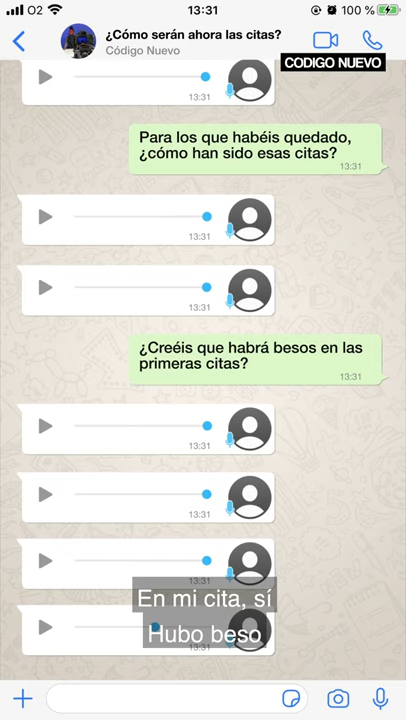 O2
13:31
100 %
¿Cómo serán ahora las citas?
Código Nuevo
CODIGO NUEVO
13:31
Para los que habéis quedado,
¿cómo han sido esas citas?
13:31
13:31
13:31
¿Creéis que habrá besos en las
primeras citas?
13:31
13:31
13:31
13:31
En mi cita, sí
Hubo beso